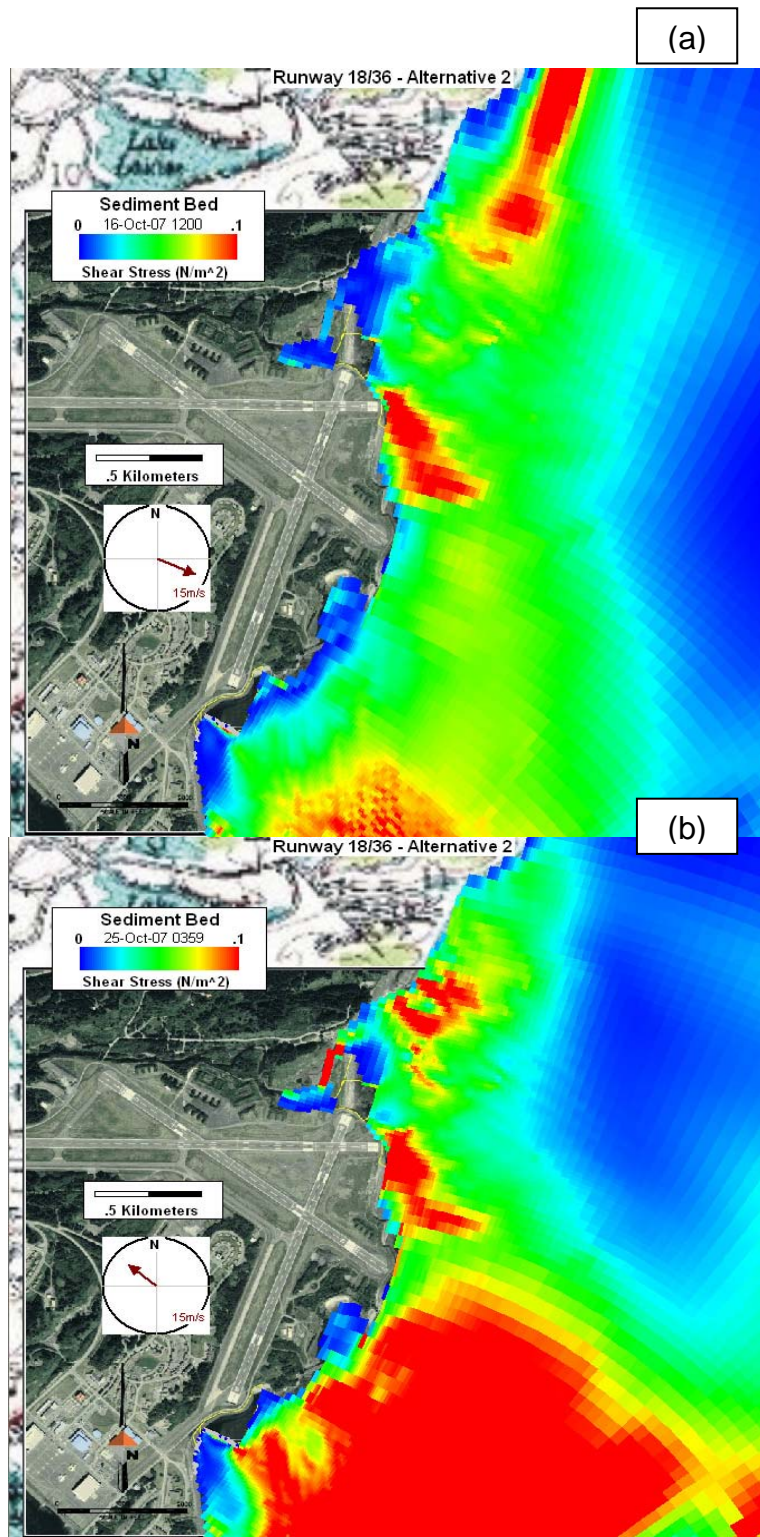 (a)
Runway 18/36 - Alternative 2
Lake
Sediment Bed
0 16-Oct-07 1200 .1
Shear Stress (N/m^2)
.5 Kilometers
N
15m/s
N
(b)
Runway 18/36 - Alternative 2
Sediment Bed
0 25-Oct-07 0359 .1
Shear Stress (N/m^2)
.5 Kilometers
N
15m/s
N